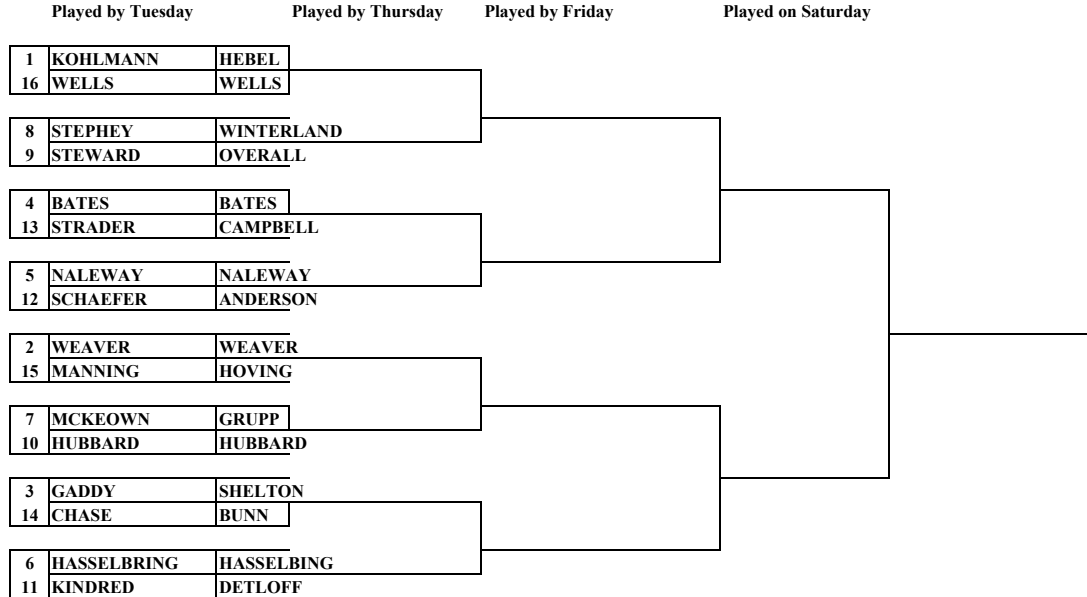 Played by Tuesday Played by Thursday Played by Friday Played on Saturday
1 KOHLMANN HEBEL
16 WELLS WELLS
8 STEPHEY WINTERLAND
9 STEWARD OVERALL
4 BATES BATES
13 STRADER CAMPBELL
5 NALEWAY NALEWAY
12 SCHAEFER ANDERSON
2 WEAVER WEAVER
15 MANNING HOVING
7 MCKEOWN GRUPP
10 HUBBARD HUBBARD
3 GADDY SHELTON
14 CHASE BUNN
6 HASSELBRING HASSELBING
11 KINDRED DETLOFF